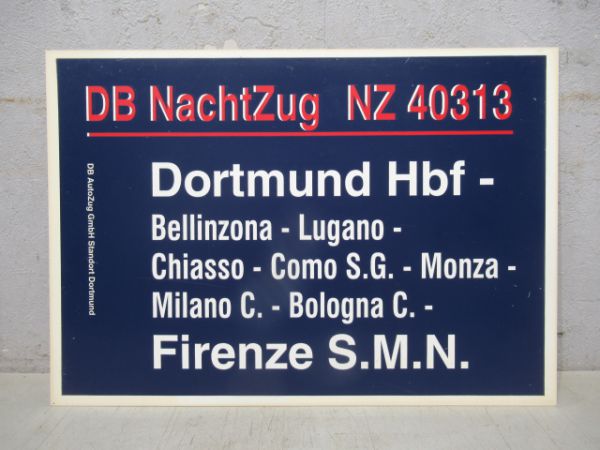 DB NachtZug NZ 40313
Dortmund Hbf -
Bellinzona - Lugano -
Chiasso - Como S.G. - Monza -
Milano C. - Bologna C. -
Firenze S.M.N.
DB AutoZug GmbH Standort Dortmund